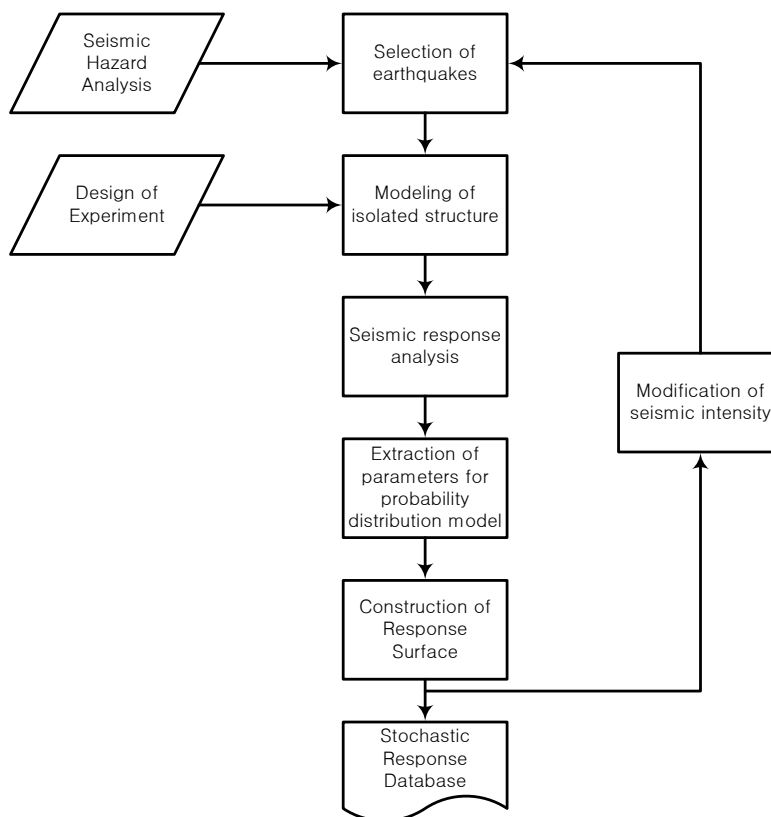 Seismic
Hazard
Analysis
Selection of
earthquakes
Design of
Experiment
Modeling of
isolated structure
Seismic response
analysis
Modification of
seismic intensity
Extraction of
parameters for
probability
distribution model
Construction of
Response
Surface
Stochastic
Response
Database